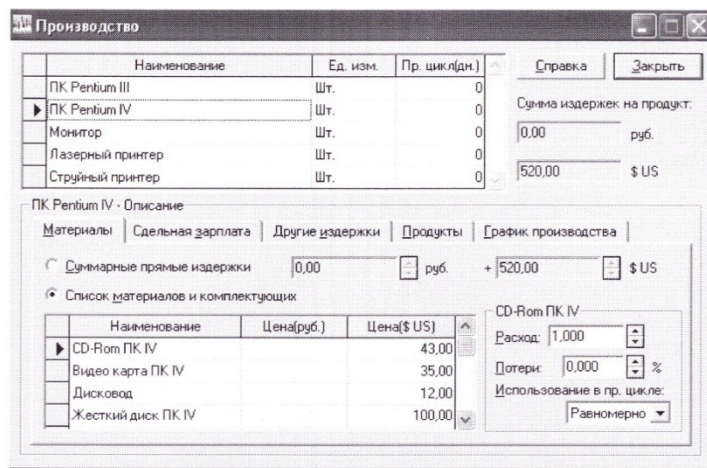 Производство
Наименование Ед. изм. Пр. цикл(дн.)
ПК Pentium III Шт. 0
ПК Pentium IV Шт. 0
Монитор Шт. 0
Лазерный принтер Шт. 0
Струйный принтер Шт. 0
Справка Закрыть
Сумма издержек на продукт:
0,00 руб.
520,00 $ US
ПК Pentium IV - Описание
Материалы Сдельная зарплата Другие издержки Продукты График производства
Суммарные прямые издержки 0,00 руб. + 520,00 $ US
Список материалов и комплектующих
Наименование Цена(руб.) Цена($ US)
CD-Rom ПК IV 43,00
Видео карта ПК IV 35,00
Дисковод 12,00
Жесткий диск ПК IV 100,00
CD-Rom ПК IV
Расход: 1,000
Потери: 0,000 %
Использование в пр. цикле:
Равномерно